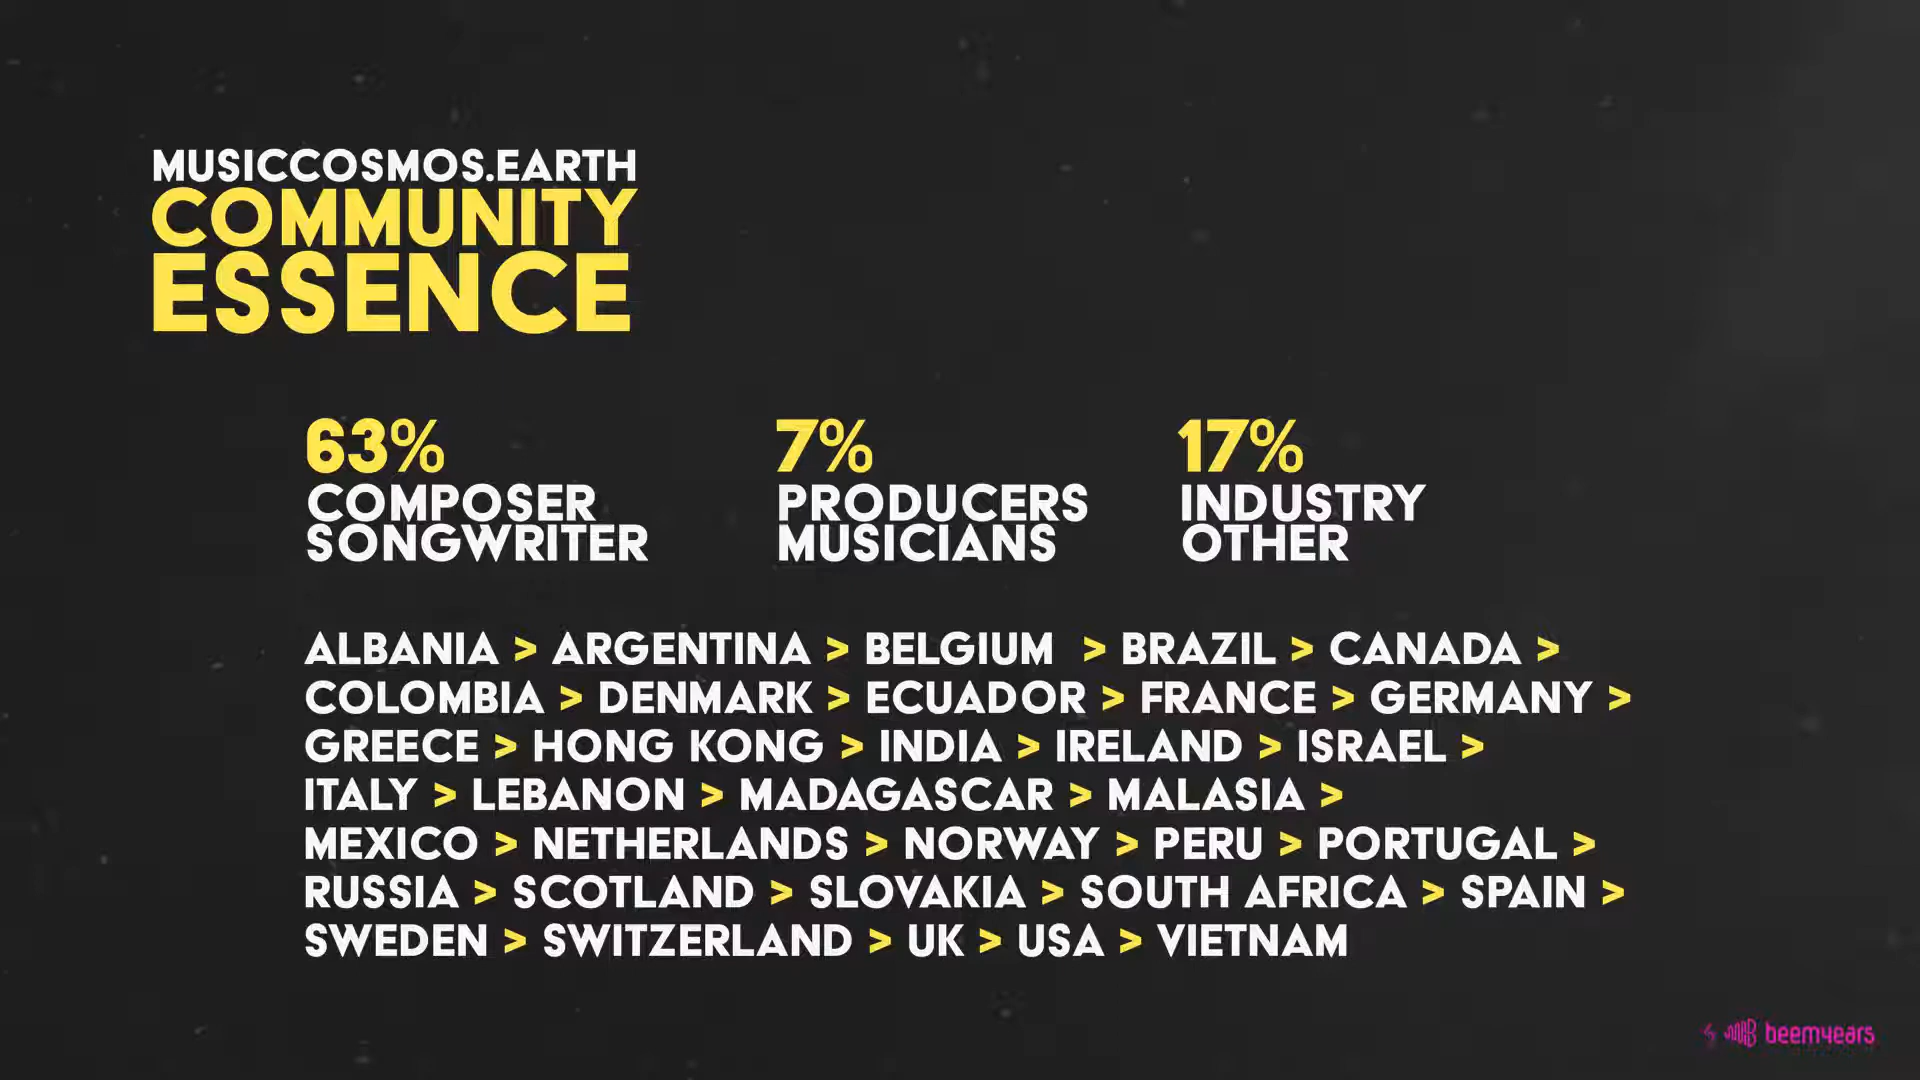 MUSICCOSMOS.EARTH
COMMUNITY
ESSENCE
63%
COMPOSER
SONGWRITER
7%
PRODUCERS
MUSICIANS
17%
INDUSTRY
OTHER
ALBANIA > ARGENTINA > BELGIUM > BRAZIL > CANADA >
COLOMBIA > DENMARK > ECUADOR > FRANCE > GERMANY >
GREECE > HONG KONG > INDIA > IRELAND > ISRAEL >
ITALY > LEBANON > MADAGASCAR > MALASIA >
MEXICO > NETHERLANDS > NORWAY > PERU > PORTUGAL >
RUSSIA > SCOTLAND > SLOVAKIA > SOUTH AFRICA > SPAIN >
SWEDEN > SWITZERLAND > UK > USA > VIETNAM
beemyears